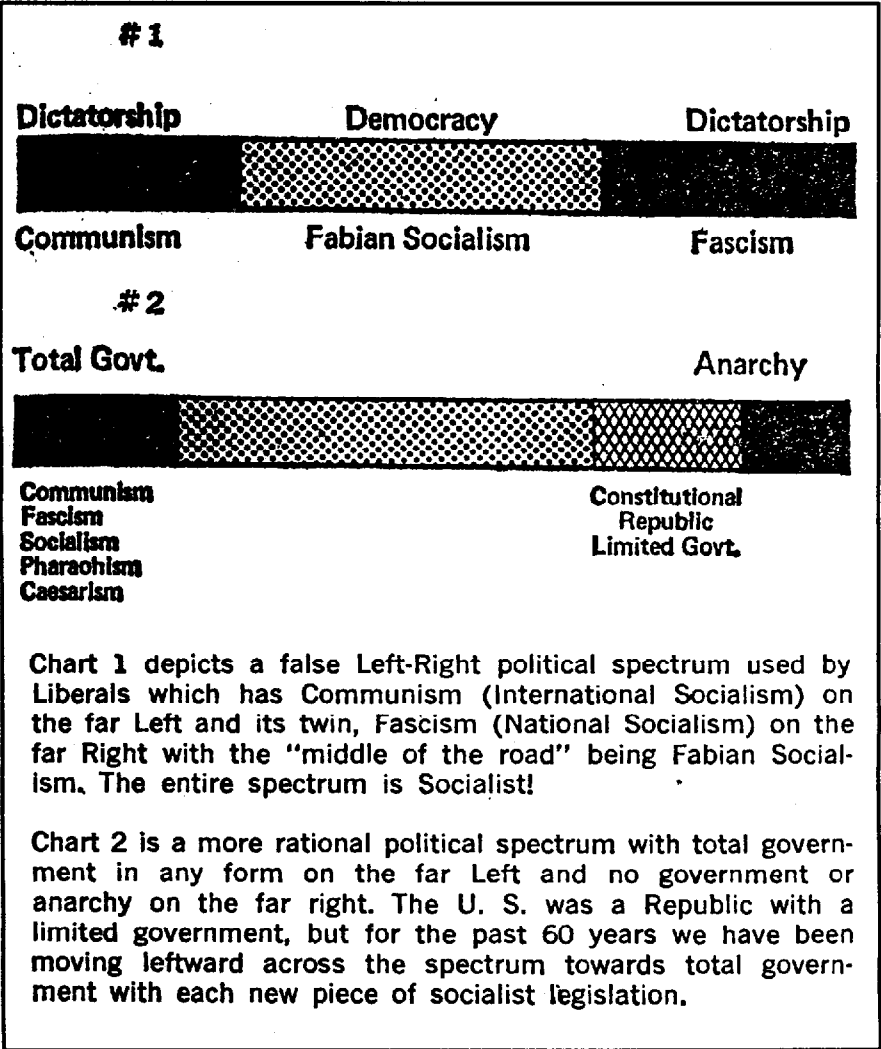 #1
Dictatorship Democracy Dictatorship
Communism Fabian Socialism Fascism
#2
Total Govt. Anarchy
Communism
Fascism
Socialism
Pharaohism
Caesarism
Constitutional
Republic
Limited Govt.
Chart 1 depicts a false Left-Right political spectrum used by
Liberals which has Communism (International Socialism) on
the far Left and its twin, Fascism (National Socialism) on the
far Right with the "middle of the road" being Fabian Social-
ism. The entire spectrum is Socialist!
Chart 2 is a more rational political spectrum with total govern-
ment in any form on the far Left and no government or
anarchy on the far right. The U. S. was a Republic with a
limited government, but for the past 60 years we have been
moving leftward across the spectrum towards total govern-
ment with each new piece of socialist legislation.